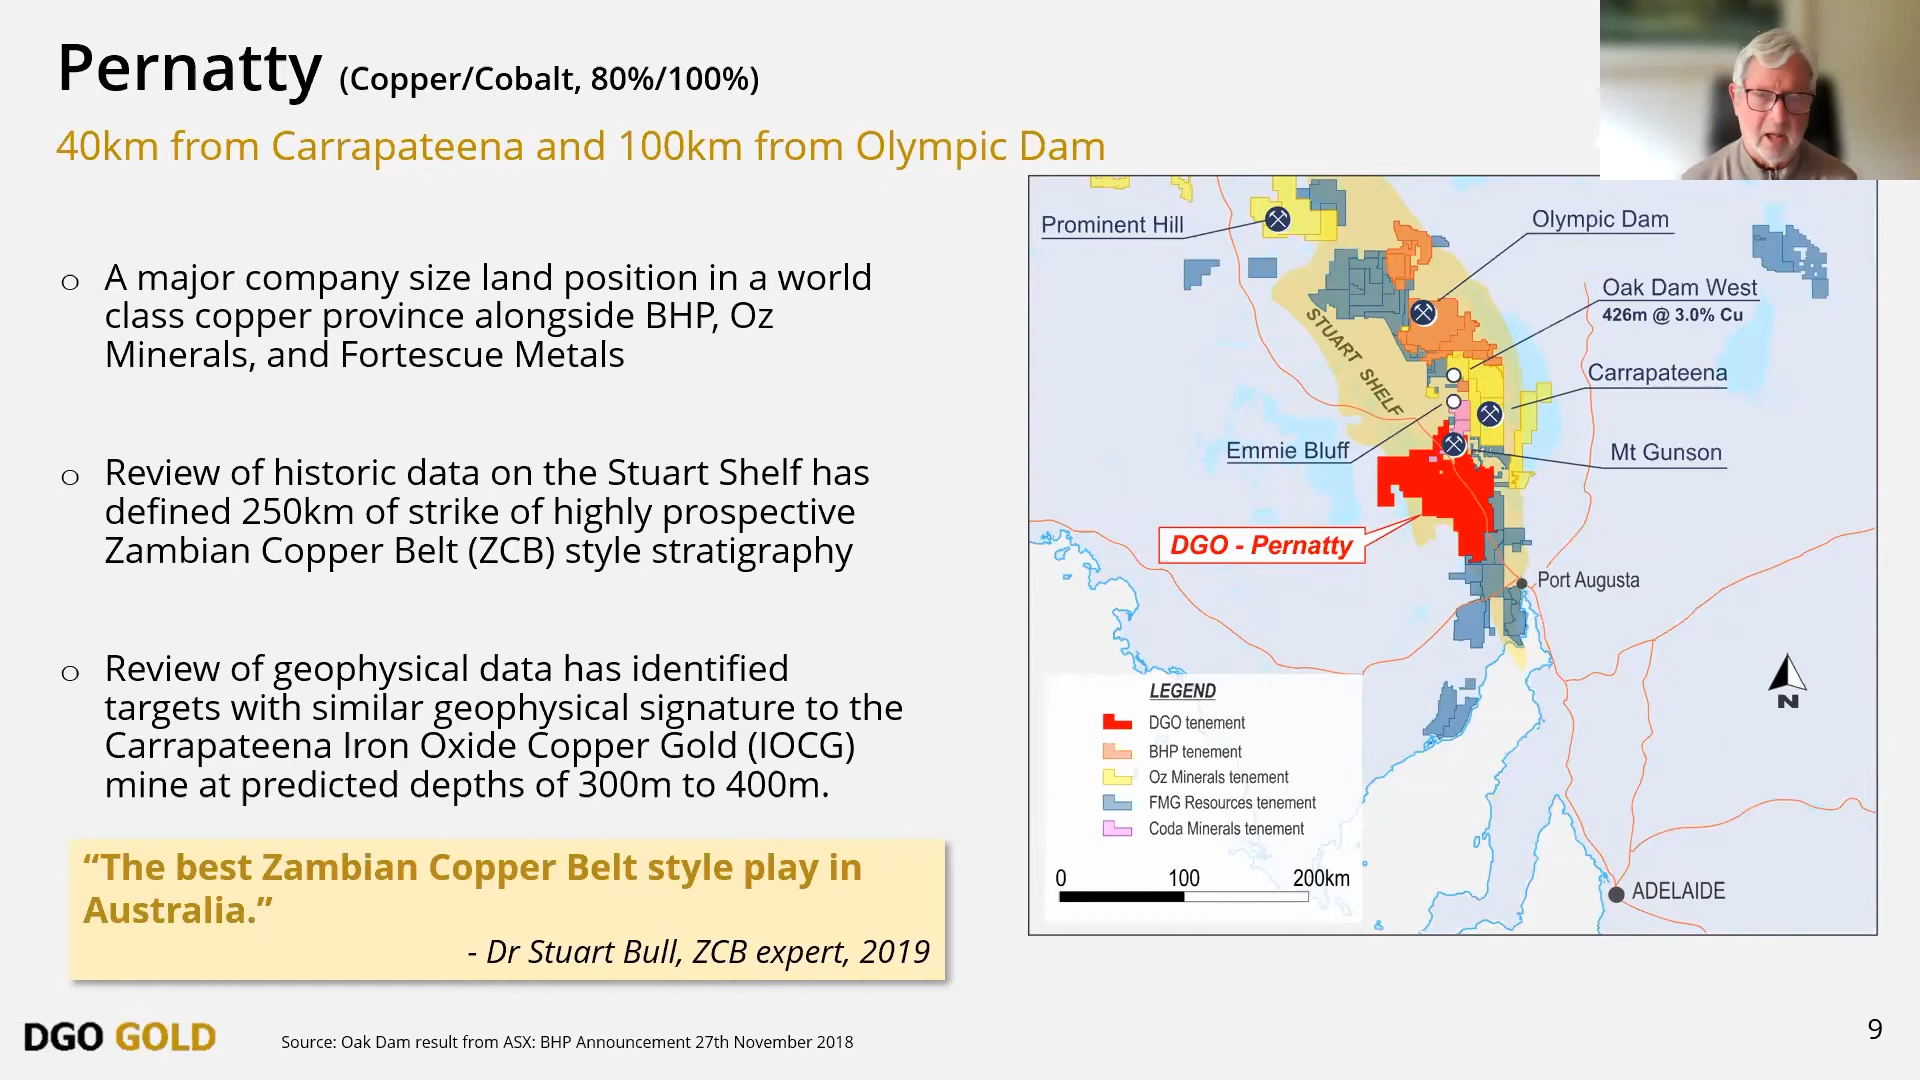 Pernatty (Copper/Cobalt, 80%/100%)
40km from Carrapateena and 100km from Olympic Dam
o A major company size land position in a world
class copper province alongside BHP, Oz
Minerals, and Fortescue Metals
o Review of historic data on the Stuart Shelf has
defined 250km of strike of highly prospective
Zambian Copper Belt (ZCB) style stratigraphy
o Review of geophysical data has identified
targets with similar geophysical signature to the
Carrapateena Iron Oxide Copper Gold (IOCG)
mine at predicted depths of 300m to 400m.
“The best Zambian Copper Belt style play in
Australia.”
- Dr Stuart Bull, ZCB expert, 2019
Prominent Hill
Olympic Dam
Oak Dam West
426m @ 3.0% Cu
STUART SHELF
Carrapateena
Emmie Bluff
Mt Gunson
DGO - Pernatty
Port Augusta
N
LEGEND
DGO tenement
BHP tenement
Oz Minerals tenement
FMG Resources tenement
Coda Minerals tenement
0 100 200km
ADELAIDE
DGO GOLD
Source: Oak Dam result from ASX: BHP Announcement 27th November 2018
9